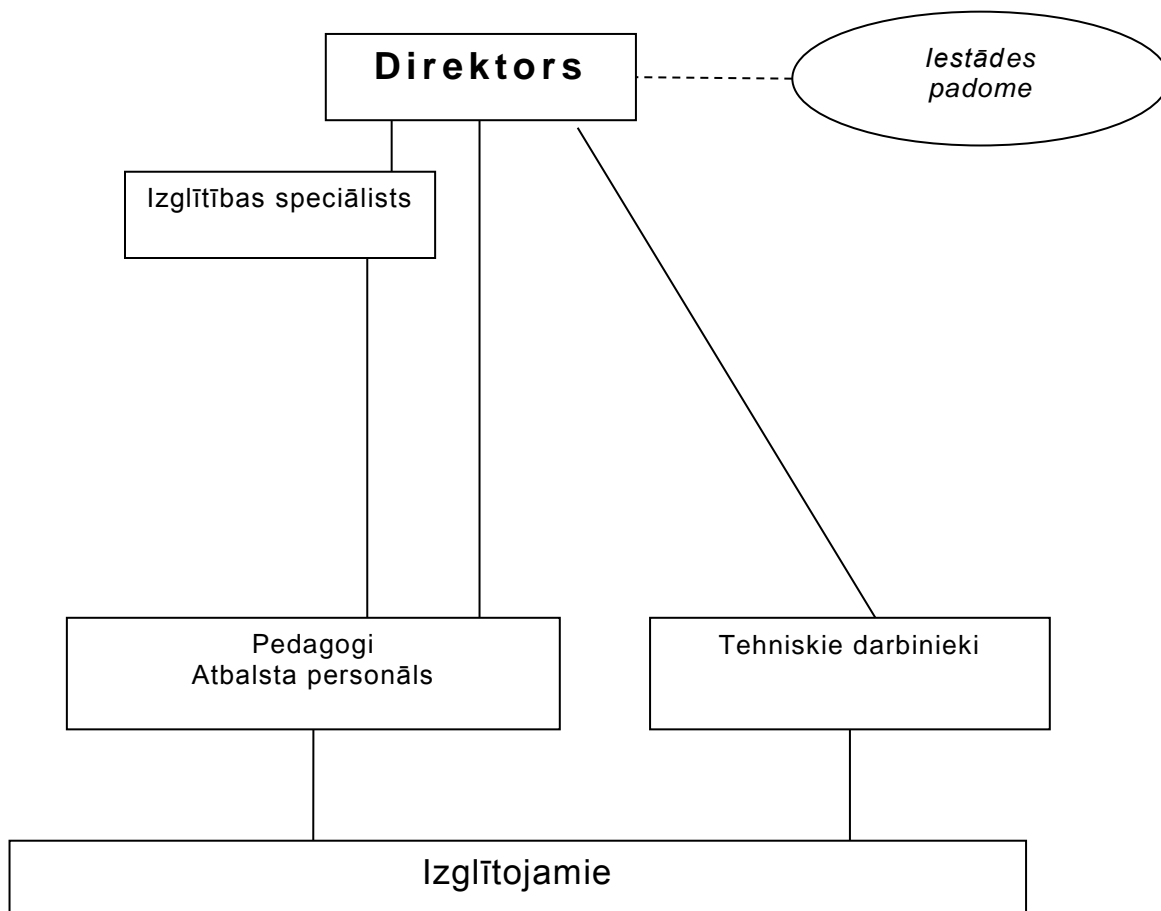 Direktors
Iestādes
padome
Izglītības speciālists
Pedagogi
Atbalsta personāls
Tehniskie darbinieki
Izglītojamie